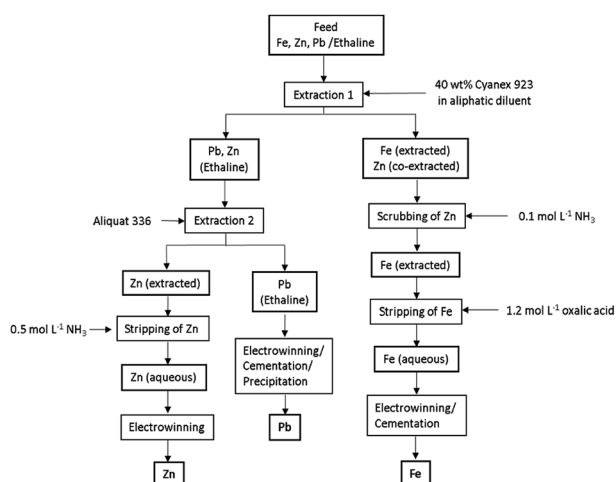 Feed
Fe, Zn, Pb /Ethaline
Extraction 1
40 wt% Cyanex 923
in aliphatic diluent
Pb, Zn
(Ethaline)
Fe (extracted)
Zn (co-extracted)
Aliquat 336
Extraction 2
Scrubbing of Zn
0.1 mol L⁻¹ NH₃
Zn (extracted)
Pb
(Ethaline)
Fe (extracted)
0.5 mol L⁻¹ NH₃
Stripping of Zn
Stripping of Fe
1.2 mol L⁻¹ oxalic acid
Zn (aqueous)
Electrowinning/
Cementation/
Precipitation
Fe (aqueous)
Electrowinning
Pb
Electrowinning/
Cementation
Zn
Fe